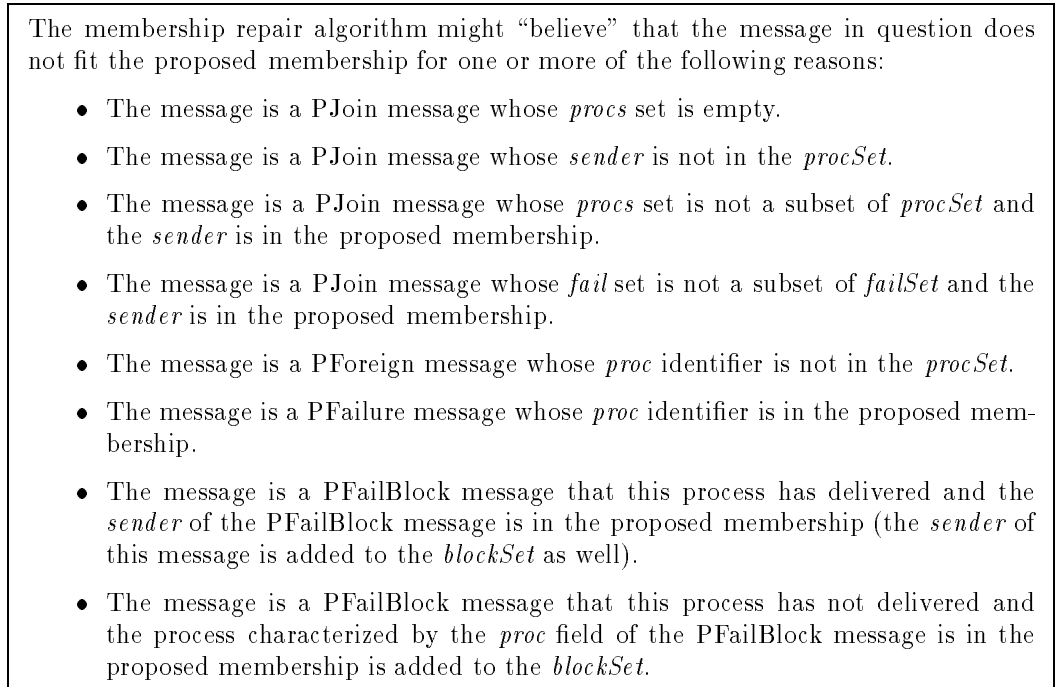 The membership repair algorithm might “believe” that the message in question does
not fit the proposed membership for one or more of the following reasons:
• The message is a PJoin message whose procs set is empty.
• The message is a PJoin message whose sender is not in the procSet.
• The message is a PJoin message whose procs set is not a subset of procSet and
the sender is in the proposed membership.
• The message is a PJoin message whose fail set is not a subset of failSet and the
sender is in the proposed membership.
• The message is a PForeign message whose proc identifier is not in the procSet.
• The message is a PFailure message whose proc identifier is in the proposed mem-
bership.
• The message is a PFailBlock message that this process has delivered and the
sender of the PFailBlock message is in the proposed membership (the sender of
this message is added to the blockSet as well).
• The message is a PFailBlock message that this process has not delivered and
the process characterized by the proc field of the PFailBlock message is in the
proposed membership is added to the blockSet.